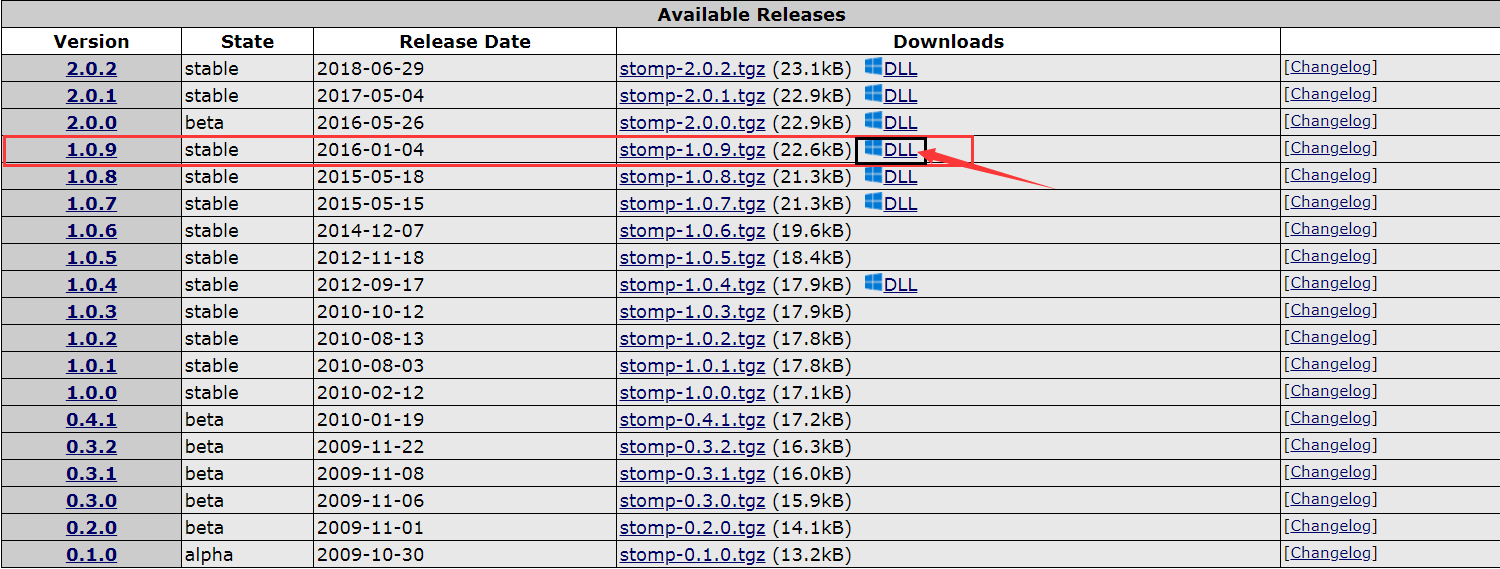 Available Releases
Version State Release Date Downloads
2.0.2 stable 2018-06-29 stomp-2.0.2.tgz (23.1kB) DLL [Changelog]
2.0.1 stable 2017-05-04 stomp-2.0.1.tgz (22.9kB) DLL [Changelog]
2.0.0 beta 2016-05-26 stomp-2.0.0.tgz (22.9kB) DLL [Changelog]
1.0.9 stable 2016-01-04 stomp-1.0.9.tgz (22.6kB) DLL [Changelog]
1.0.8 stable 2015-05-18 stomp-1.0.8.tgz (21.3kB) DLL [Changelog]
1.0.7 stable 2015-05-15 stomp-1.0.7.tgz (21.3kB) DLL [Changelog]
1.0.6 stable 2014-12-07 stomp-1.0.6.tgz (19.6kB) [Changelog]
1.0.5 stable 2012-11-18 stomp-1.0.5.tgz (18.4kB) [Changelog]
1.0.4 stable 2012-09-17 stomp-1.0.4.tgz (17.9kB) DLL [Changelog]
1.0.3 stable 2010-10-12 stomp-1.0.3.tgz (17.9kB) [Changelog]
1.0.2 stable 2010-08-13 stomp-1.0.2.tgz (17.8kB) [Changelog]
1.0.1 stable 2010-08-03 stomp-1.0.1.tgz (17.8kB) [Changelog]
1.0.0 stable 2010-02-12 stomp-1.0.0.tgz (17.1kB) [Changelog]
0.4.1 beta 2010-01-19 stomp-0.4.1.tgz (17.2kB) [Changelog]
0.3.2 beta 2009-11-22 stomp-0.3.2.tgz (16.3kB) [Changelog]
0.3.1 beta 2009-11-08 stomp-0.3.1.tgz (16.0kB) [Changelog]
0.3.0 beta 2009-11-06 stomp-0.3.0.tgz (15.9kB) [Changelog]
0.2.0 beta 2009-11-01 stomp-0.2.0.tgz (14.1kB) [Changelog]
0.1.0 alpha 2009-10-30 stomp-0.1.0.tgz (13.2kB) [Changelog]